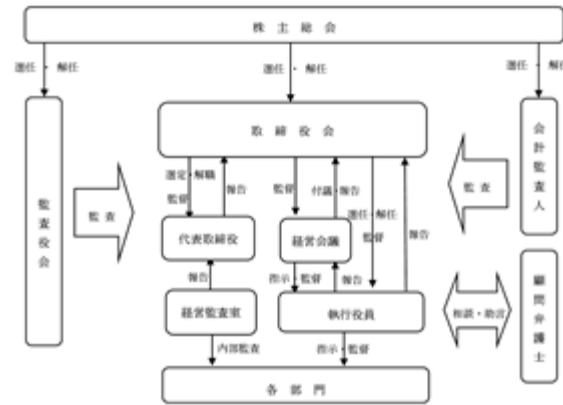 株主総会
選任・解任
選任・解任
選任・解任
取締役会
会計監査人
監査役会
選定・解職
監督
報告
監督
付議・報告
選任・解任
監督
報告
監査
監査
代表取締役
経営会議
報告
指示・監督
報告
経営監査室
執行役員
相談・助言
顧問弁護士
内部監査
指示・監督
各部門